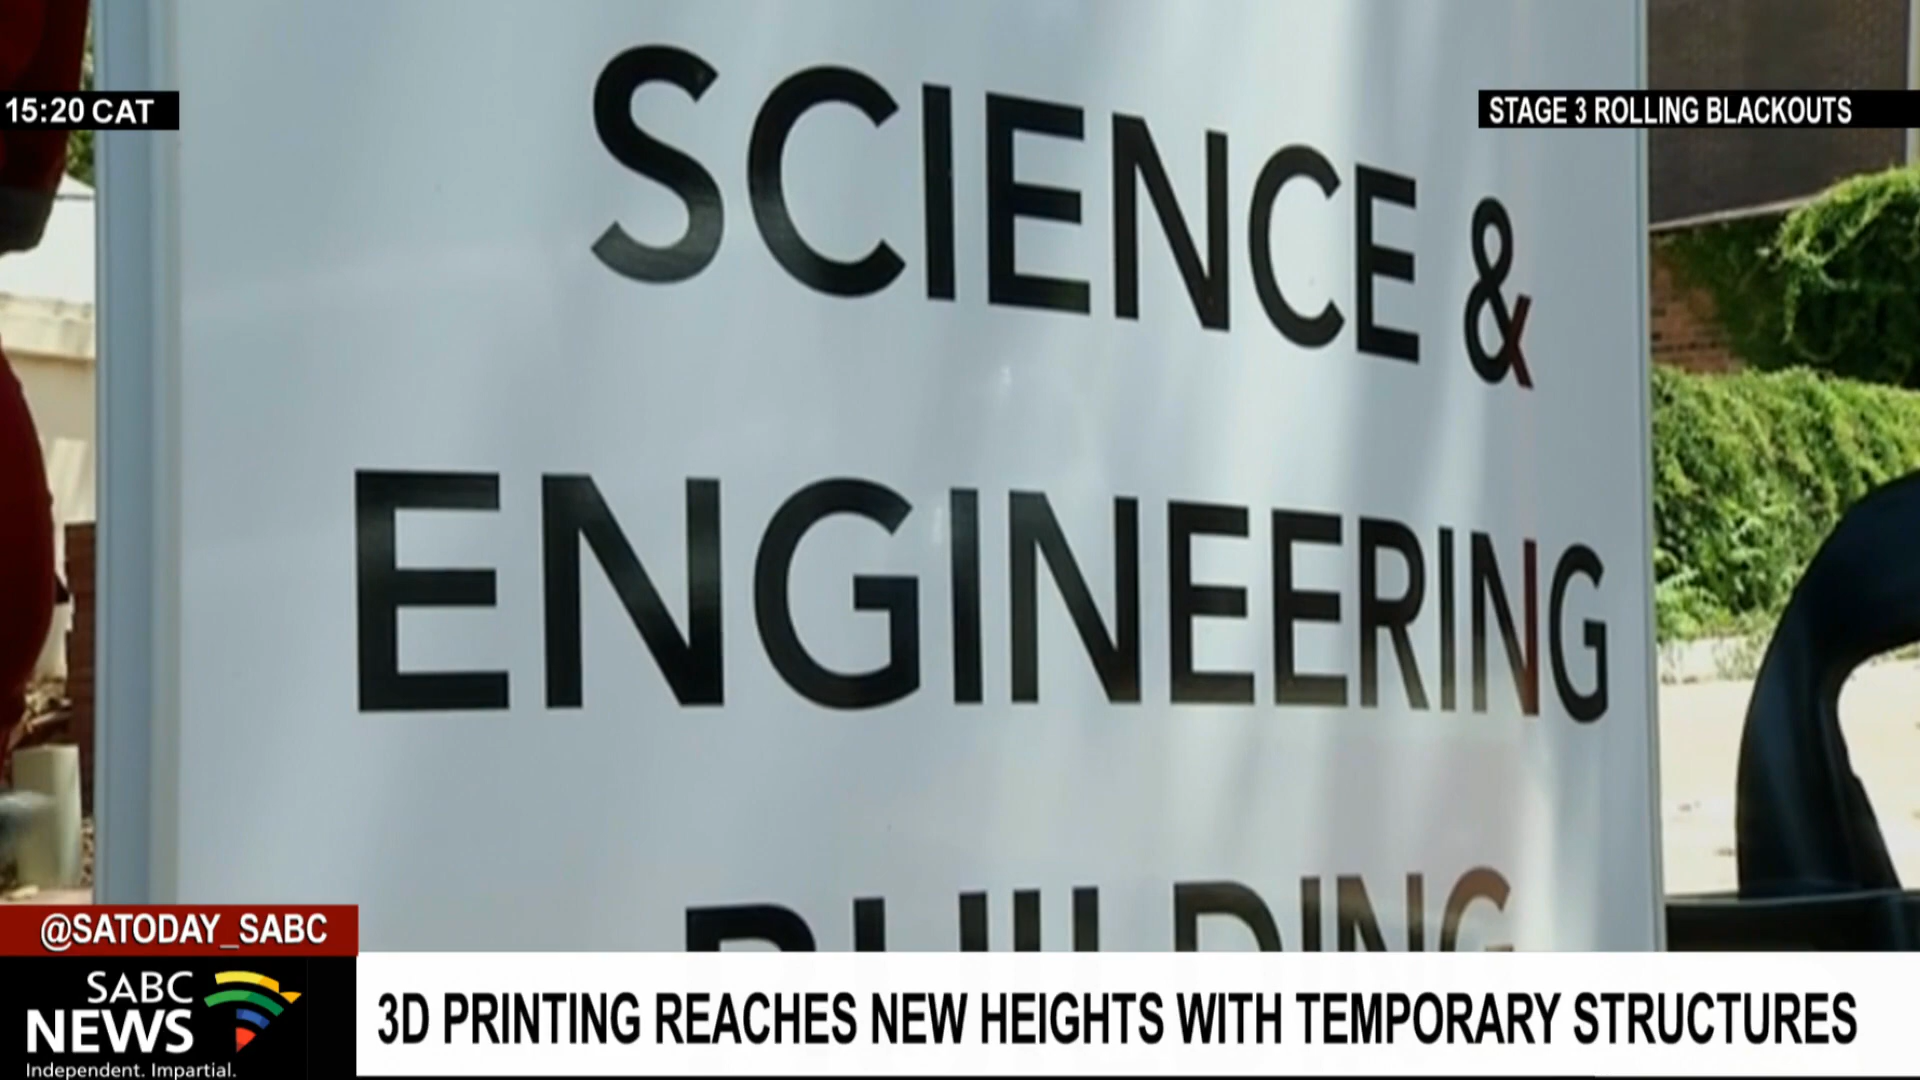 15:20 CAT
STAGE 3 ROLLING BLACKOUTS
SCIENCE &
ENGINEERING
BUILDING
@SATODAY_SABC
SABC
NEWS
Independent. Impartial.
3D PRINTING REACHES NEW HEIGHTS WITH TEMPORARY STRUCTURES